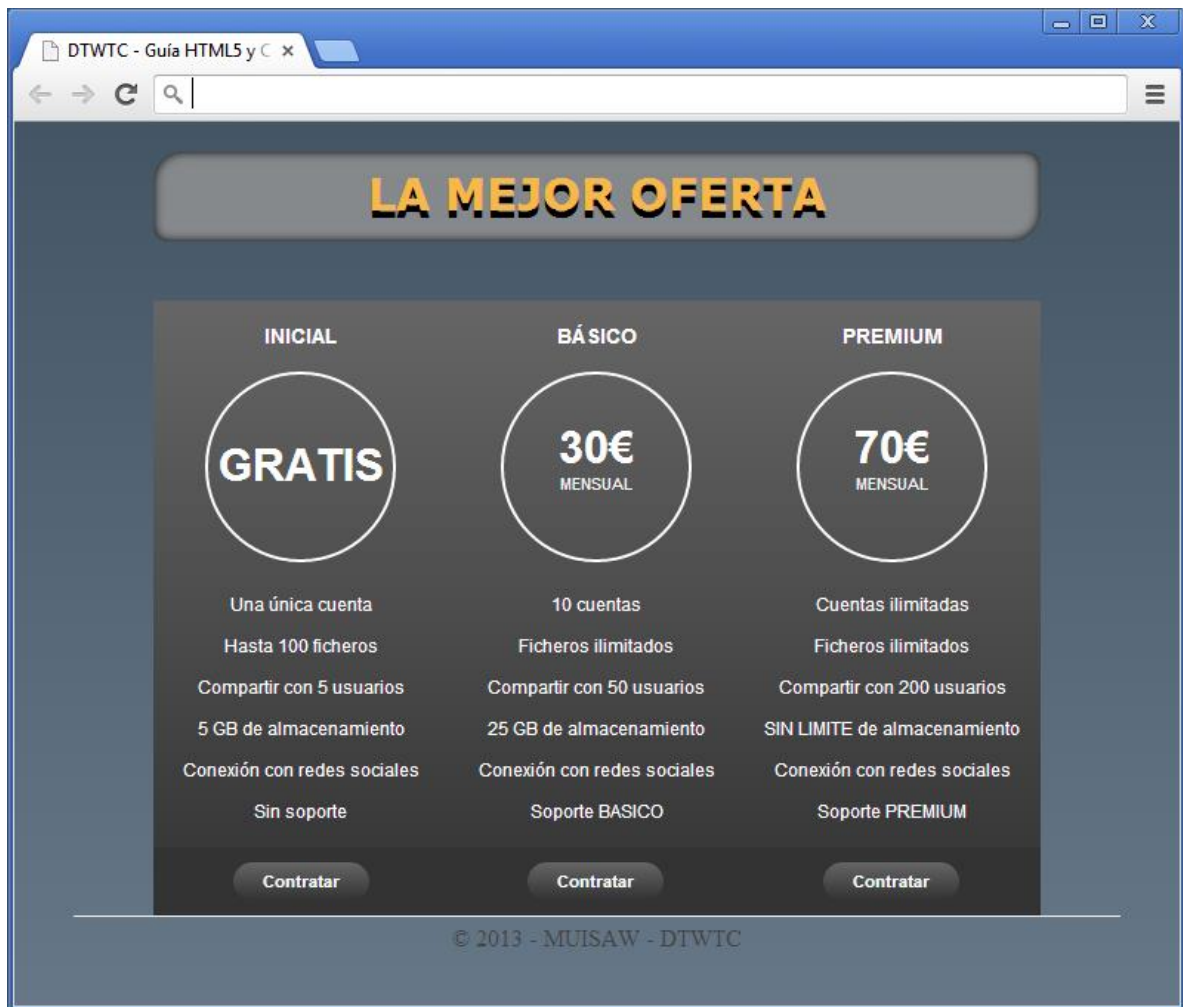 DTWTC - Guía HTML5 y C
LA MEJOR OFERTA
INICIAL
GRATIS
Una única cuenta
Hasta 100 ficheros
Compartir con 5 usuarios
5 GB de almacenamiento
Conexión con redes sociales
Sin soporte
Contratar
BÁSICO
30€
MENSUAL
10 cuentas
Ficheros ilimitados
Compartir con 50 usuarios
25 GB de almacenamiento
Conexión con redes sociales
Soporte BASICO
Contratar
PREMIUM
70€
MENSUAL
Cuentas ilimitadas
Ficheros ilimitados
Compartir con 200 usuarios
SIN LIMITE de almacenamiento
Conexión con redes sociales
Soporte PREMIUM
Contratar
© 2013 - MUISAW - DTWTC